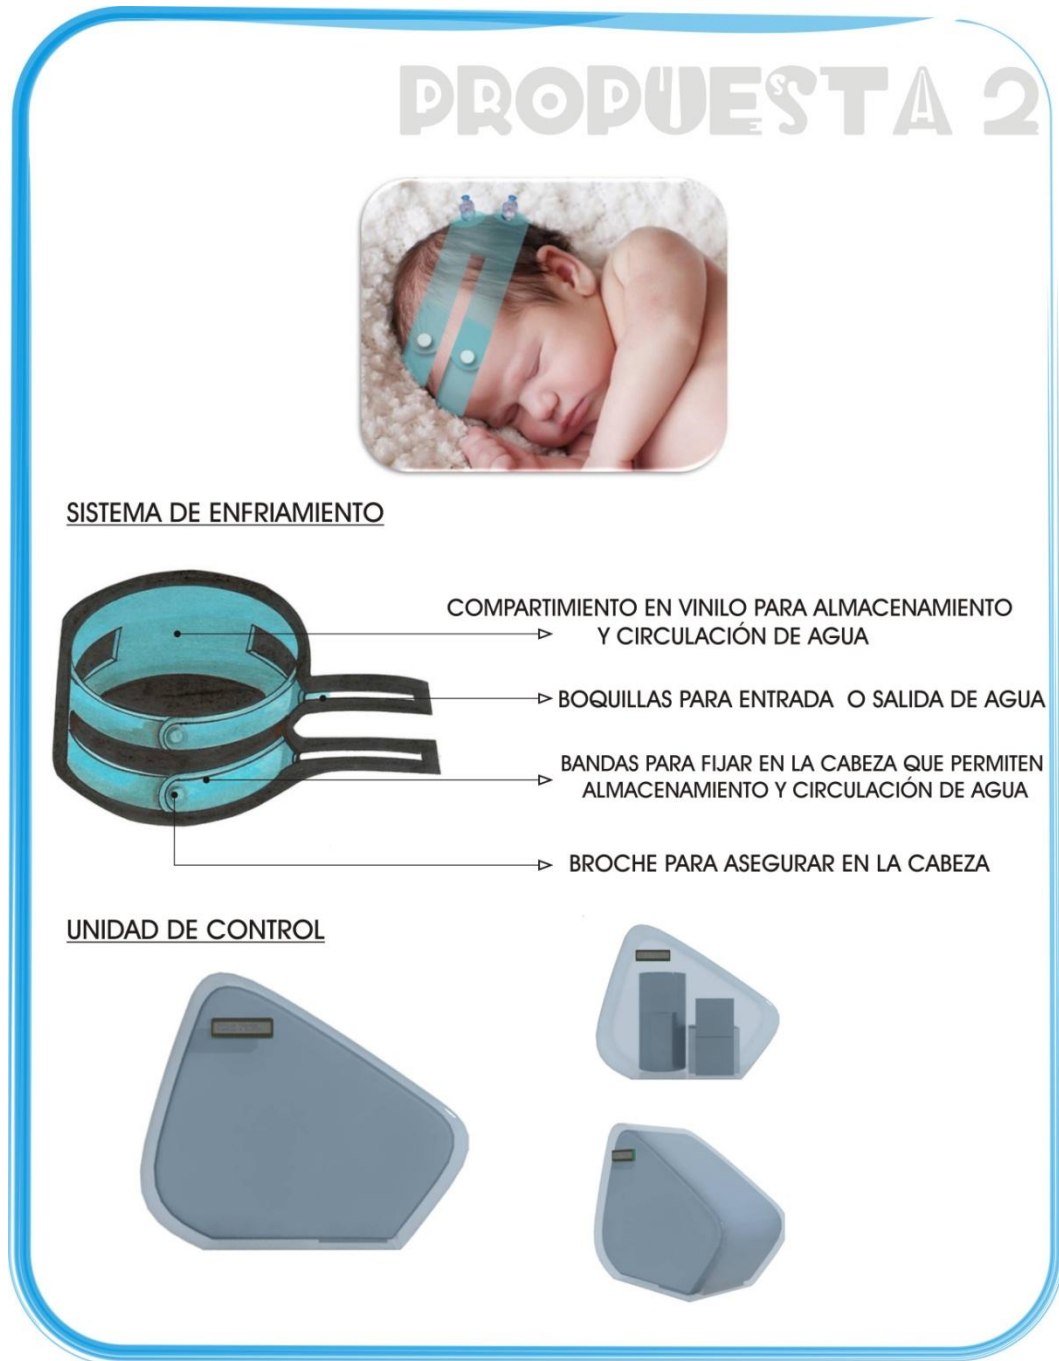 PROPUESTA 2
SISTEMA DE ENFRIAMIENTO
COMPARTIMIENTO EN VINILO PARA ALMACENAMIENTO
Y CIRCULACIÓN DE AGUA
BOQUILLAS PARA ENTRADA O SALIDA DE AGUA
BANDAS PARA FIJAR EN LA CABEZA QUE PERMITEN
ALMACENAMIENTO Y CIRCULACIÓN DE AGUA
BROCHE PARA ASEGURAR EN LA CABEZA
UNIDAD DE CONTROL